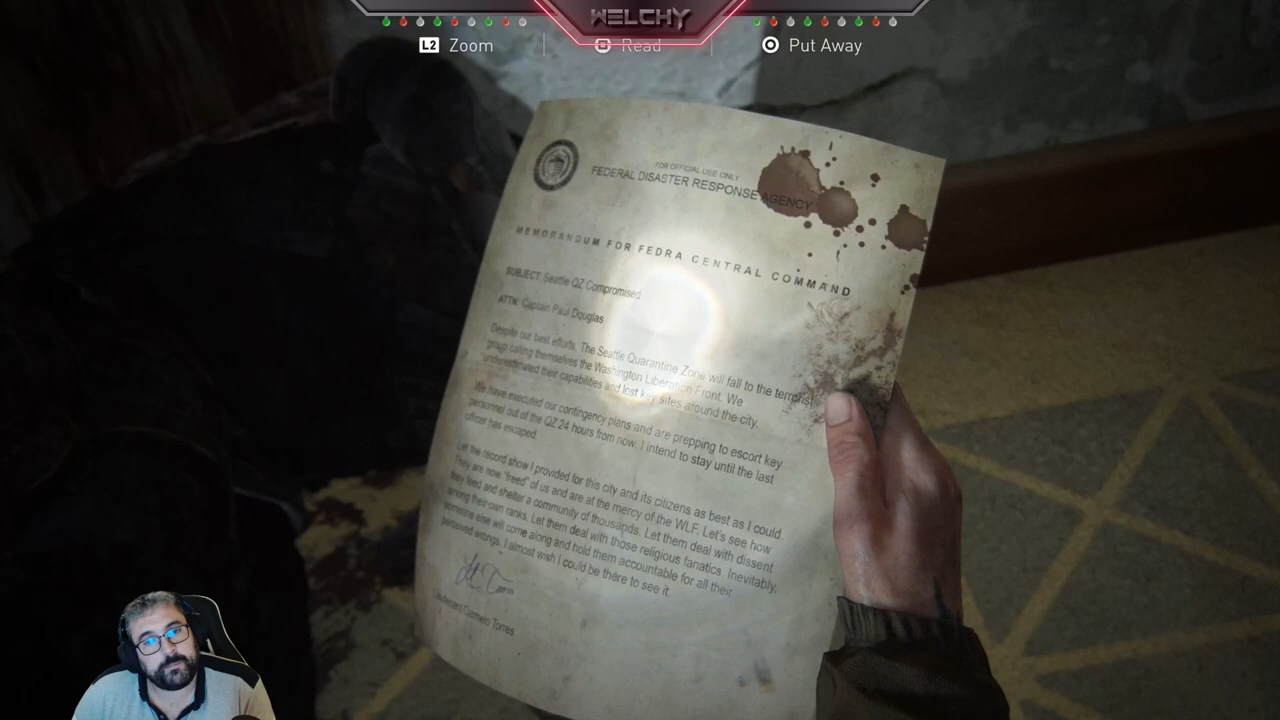 WELCHY
L2 Zoom
Read
Put Away
FOR OFFICIAL USE ONLY
FEDERAL DISASTER RESPONSE AGENCY
MEMORANDUM FOR FEDRA CENTRAL COMMAND
SUBJECT: Seattle QZ Compromised
ATTN: Captain Paul Douglas
Despite our best efforts, The Seattle Quarantine Zone will fall to the terrorist
group calling themselves the Washington Liberation Front. We
underestimated their capabilities and lost key sites around the city.
We have executed our contingency plans and are prepping to escort key
personnel out of the QZ 24 hours from now. I intend to stay until the last
officer has escaped.
Let the record show I provided for this city and its citizens as best as I could.
They are now "freed" of us and are at the mercy of the WLF. Let's see how
they feed and shelter a community of thousands. Let them deal with dissent
among their own ranks. Let them deal with those religious fanatics. Inevitably,
someone else will come along and hold them accountable for all their
perceived wrongs. I almost wish I could be there to see it.
Lieutenant Carmelo Torres